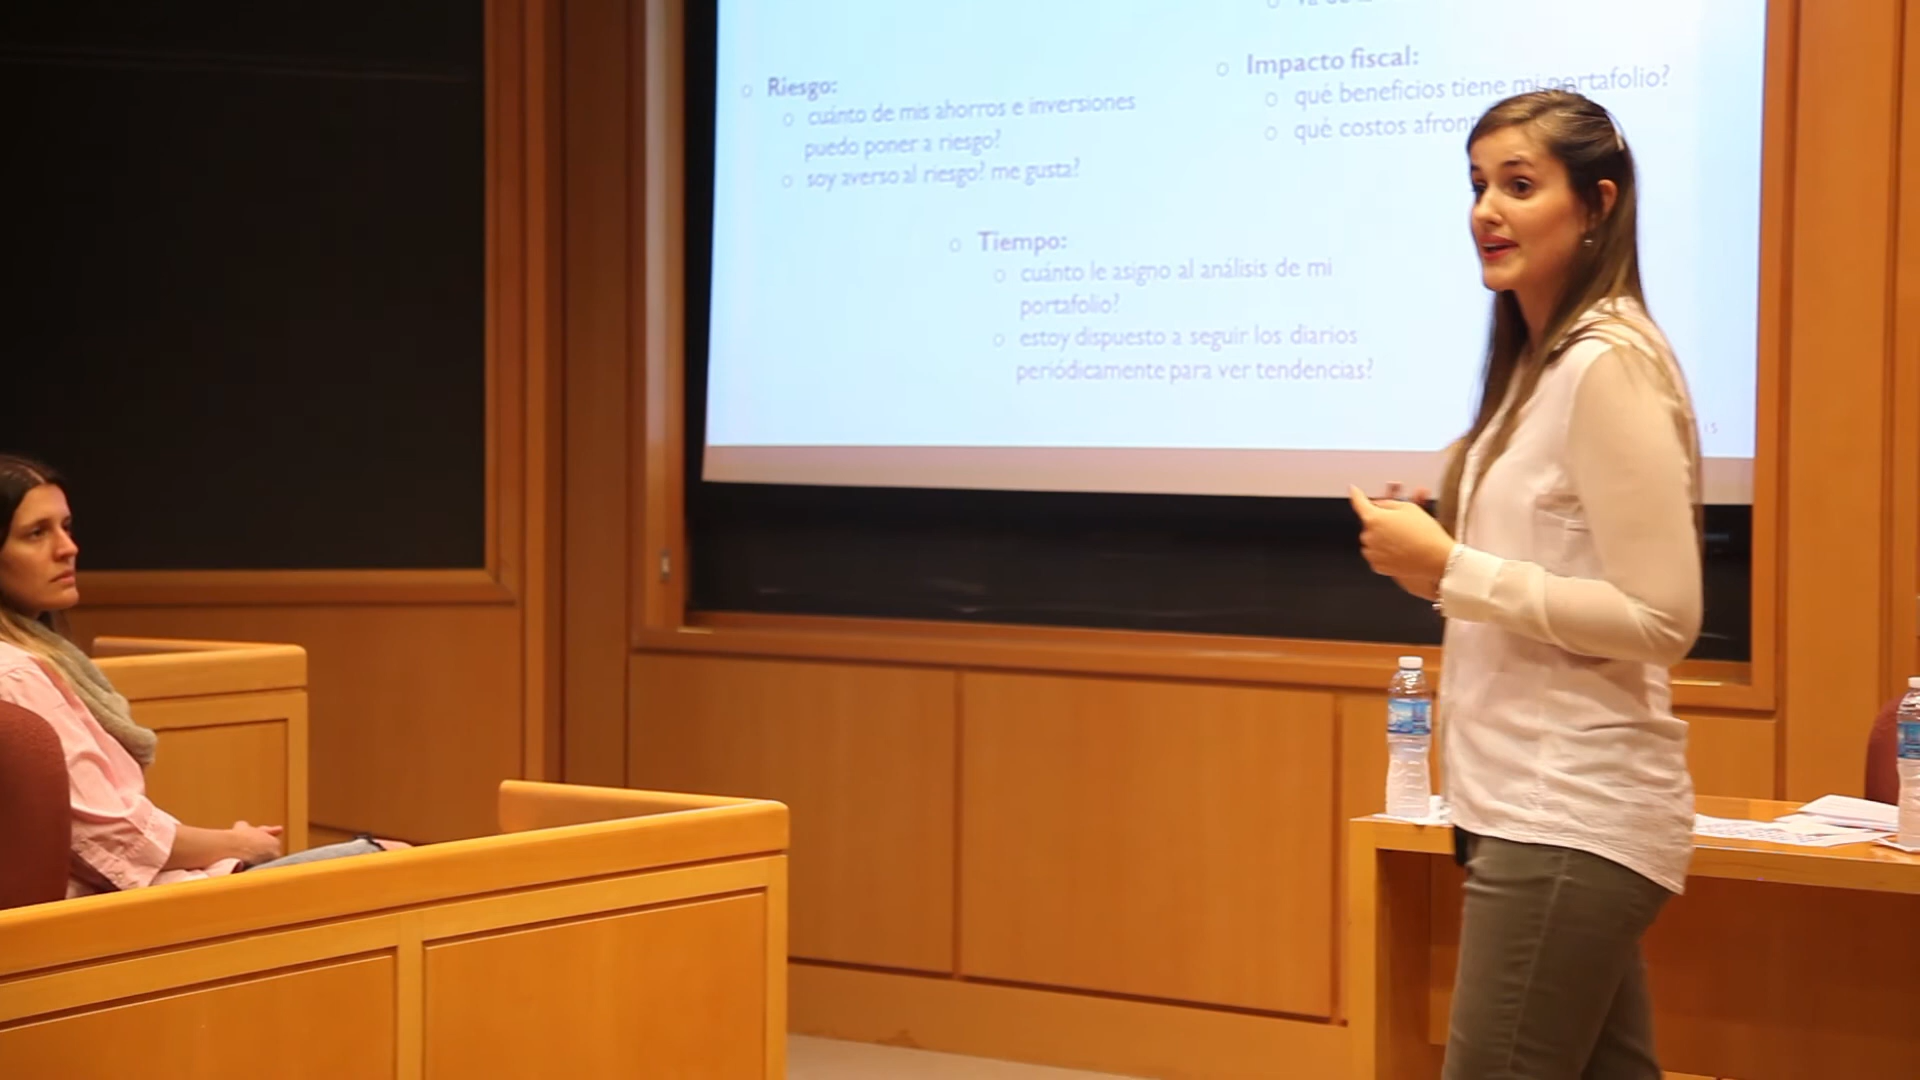 Riesgo:
cuánto de mis ahorros e inversiones
puedo poner a riesgo?
soy averso al riesgo? me gusta?
Impacto fiscal:
qué beneficios tiene mi portafolio?
qué costos
Tiempo:
cuánto le asigno al análisis de mi
portafolio?
estoy dispuesto a seguir los diarios
periódicamente para ver tendencias?
15